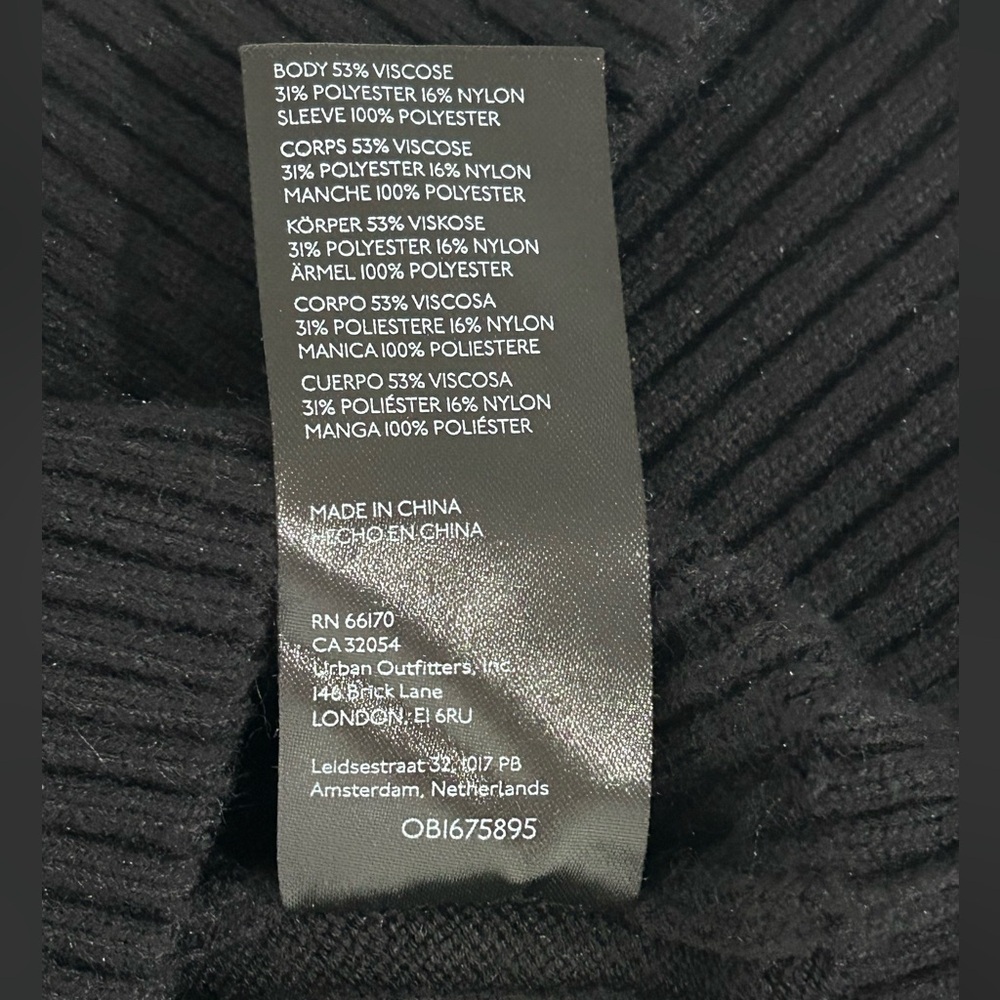 BODY 53% VISCOSE
31% POLYESTER 16% NYLON
SLEEVE 100% POLYESTER
CORPS 53% VISCOSE
31% POLYESTER 16% NYLON
MANCHE 100% POLYESTER
KÖRPER 53% VISKOSE
31% POLYESTER 16% NYLON
ÄRMEL 100% POLYESTER
CORPO 53% VISCOSA
31% POLIESTERE 16% NYLON
MANICA 100% POLIESTERE
CUERPO 53% VISCOSA
31% POLIÉSTER 16% NYLON
MANGA 100% POLIÉSTER
MADE IN CHINA
HECHO EN CHINA
RN 66170
CA 32054
Urban Outfitters, Inc.
146 Brick Lane
LONDON, E1 6RU
Leidsestraat 32, 1017 PB
Amsterdam, Netherlands
OB1675895